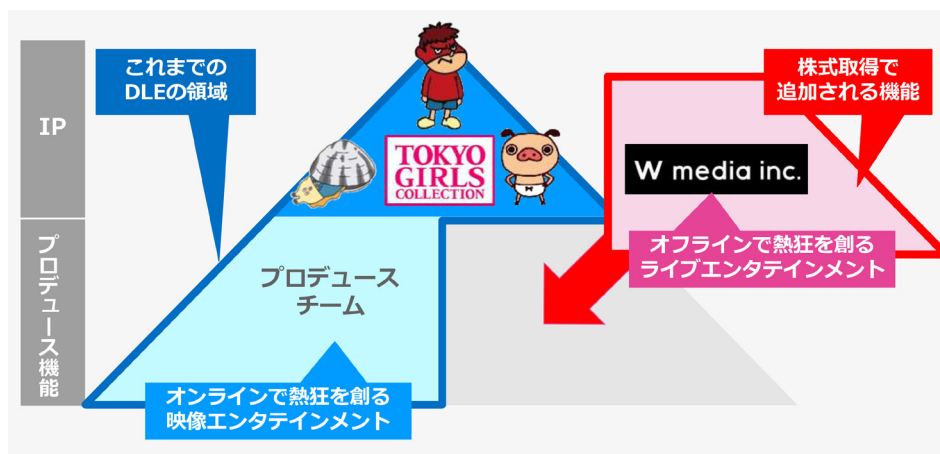 IP
プロデュース機能
これまでの
DLEの領域
TOKYO
GIRLS
COLLECTION
W
株式取得で
追加される機能
W media inc.
オフラインで熱狂を創る
ライブエンタテインメント
プロデュース
チーム
オンラインで熱狂を創る
映像エンタテインメント